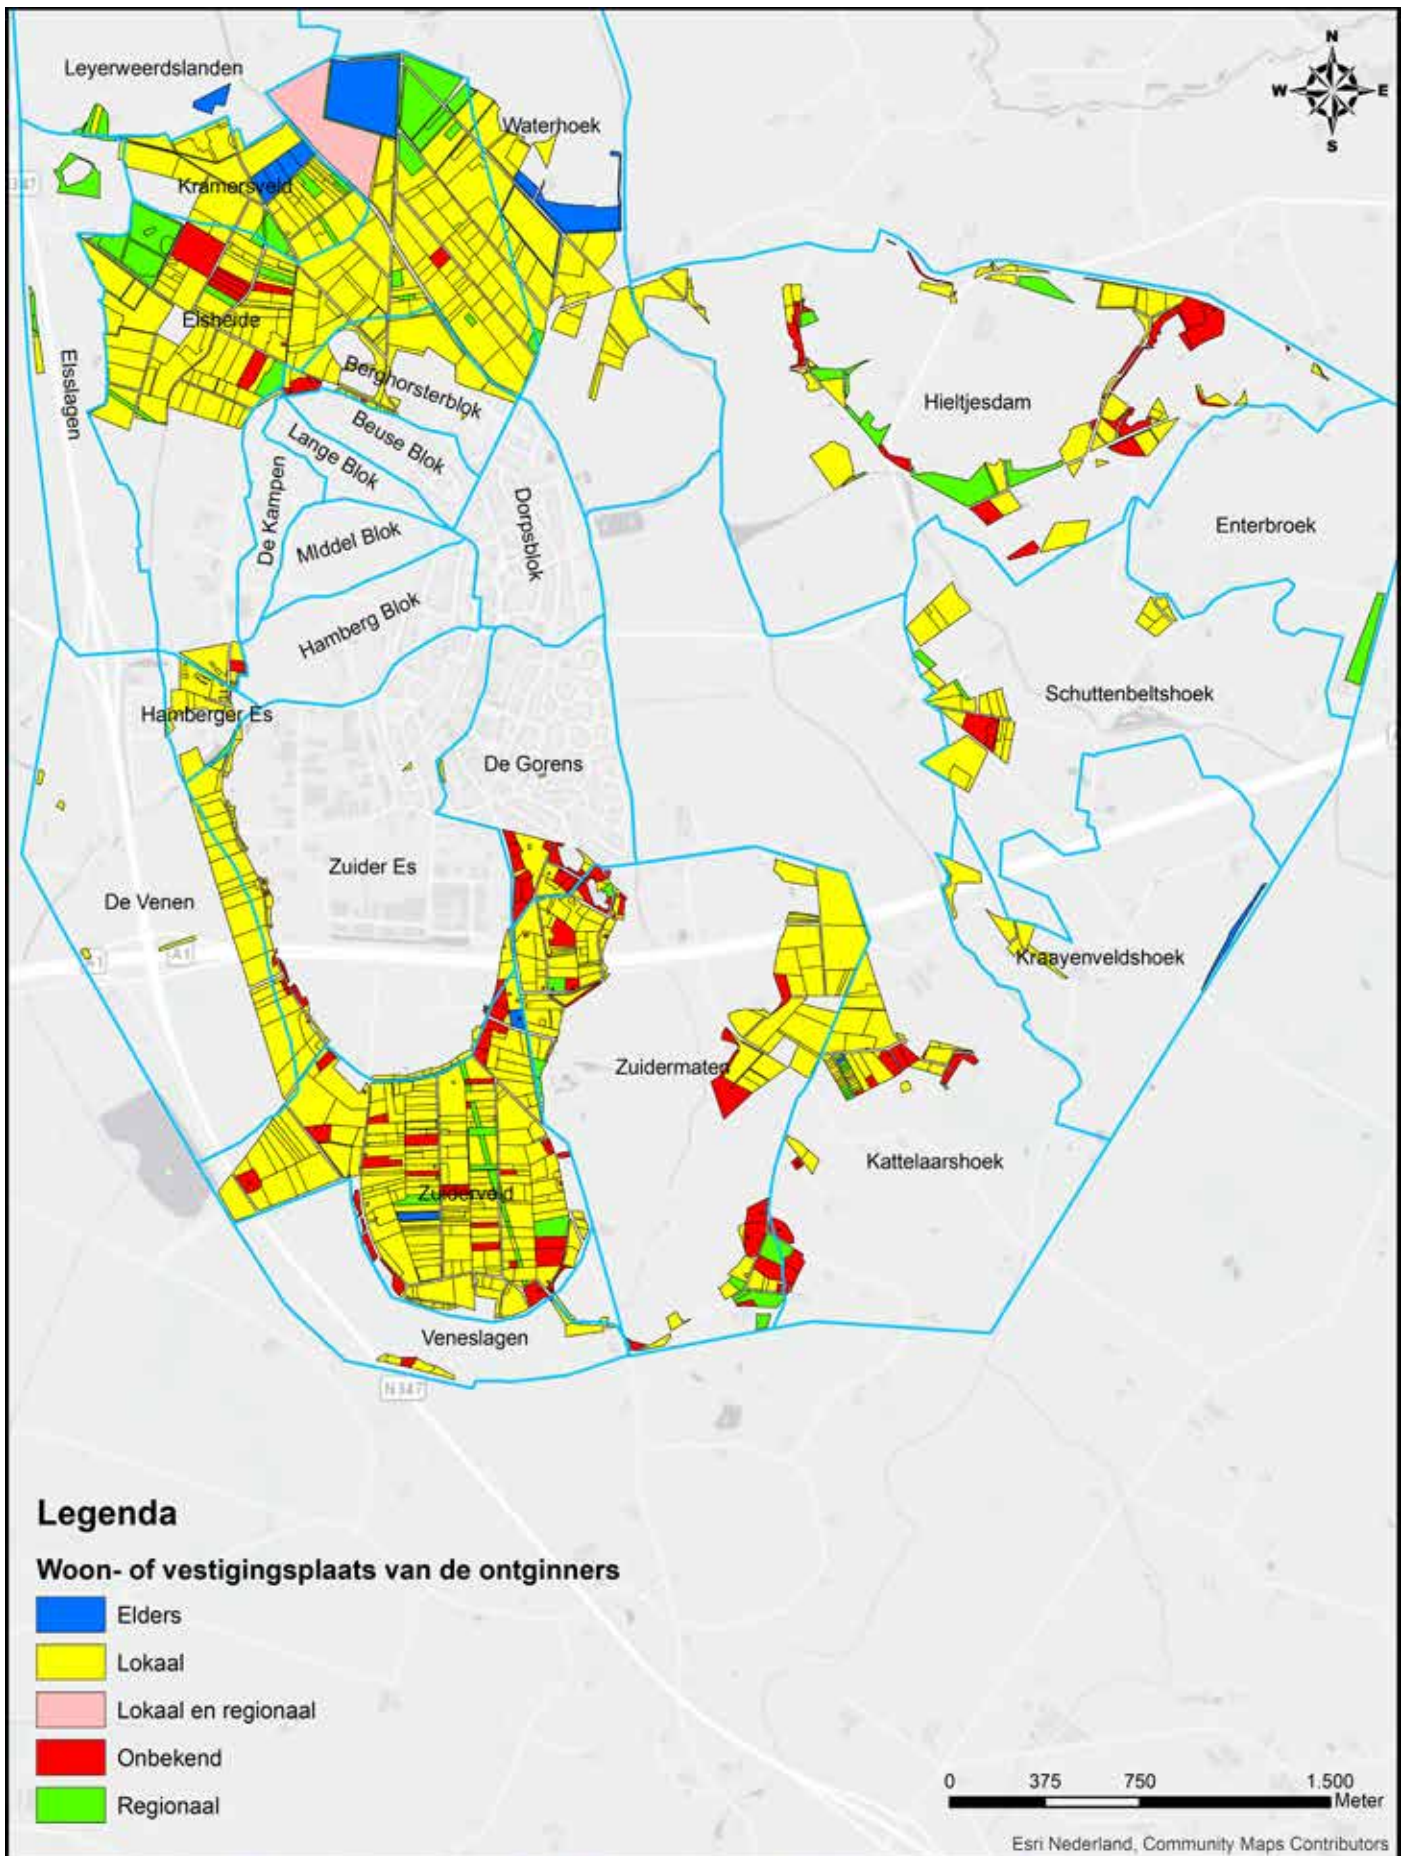 N
W E
S
Leyerweerdslanden
Waterhoek
Kramersveld
Elsheide
Elsslagen
Berghorsterblok
Beuse Blok
Lange Blok
De Kampen
MIddel Blok
Dorpsblok
Hamberg Blok
Hieltjesdam
Enterbroek
Schuttenbeltshoek
Hamberger Es
De Gorens
Zuider Es
De Venen
A1
A1
Kraayenveldshoek
Zuidermaten
Kattelaarshoek
Zuiderveld
Veneslagen
N 347
Legenda
Woon- of vestigingsplaats van de ontginners
Elders
Lokaal
Lokaal en regionaal
Onbekend
Regionaal
0 375 750 1.500
Meter
Esri Nederland, Community Maps Contributors